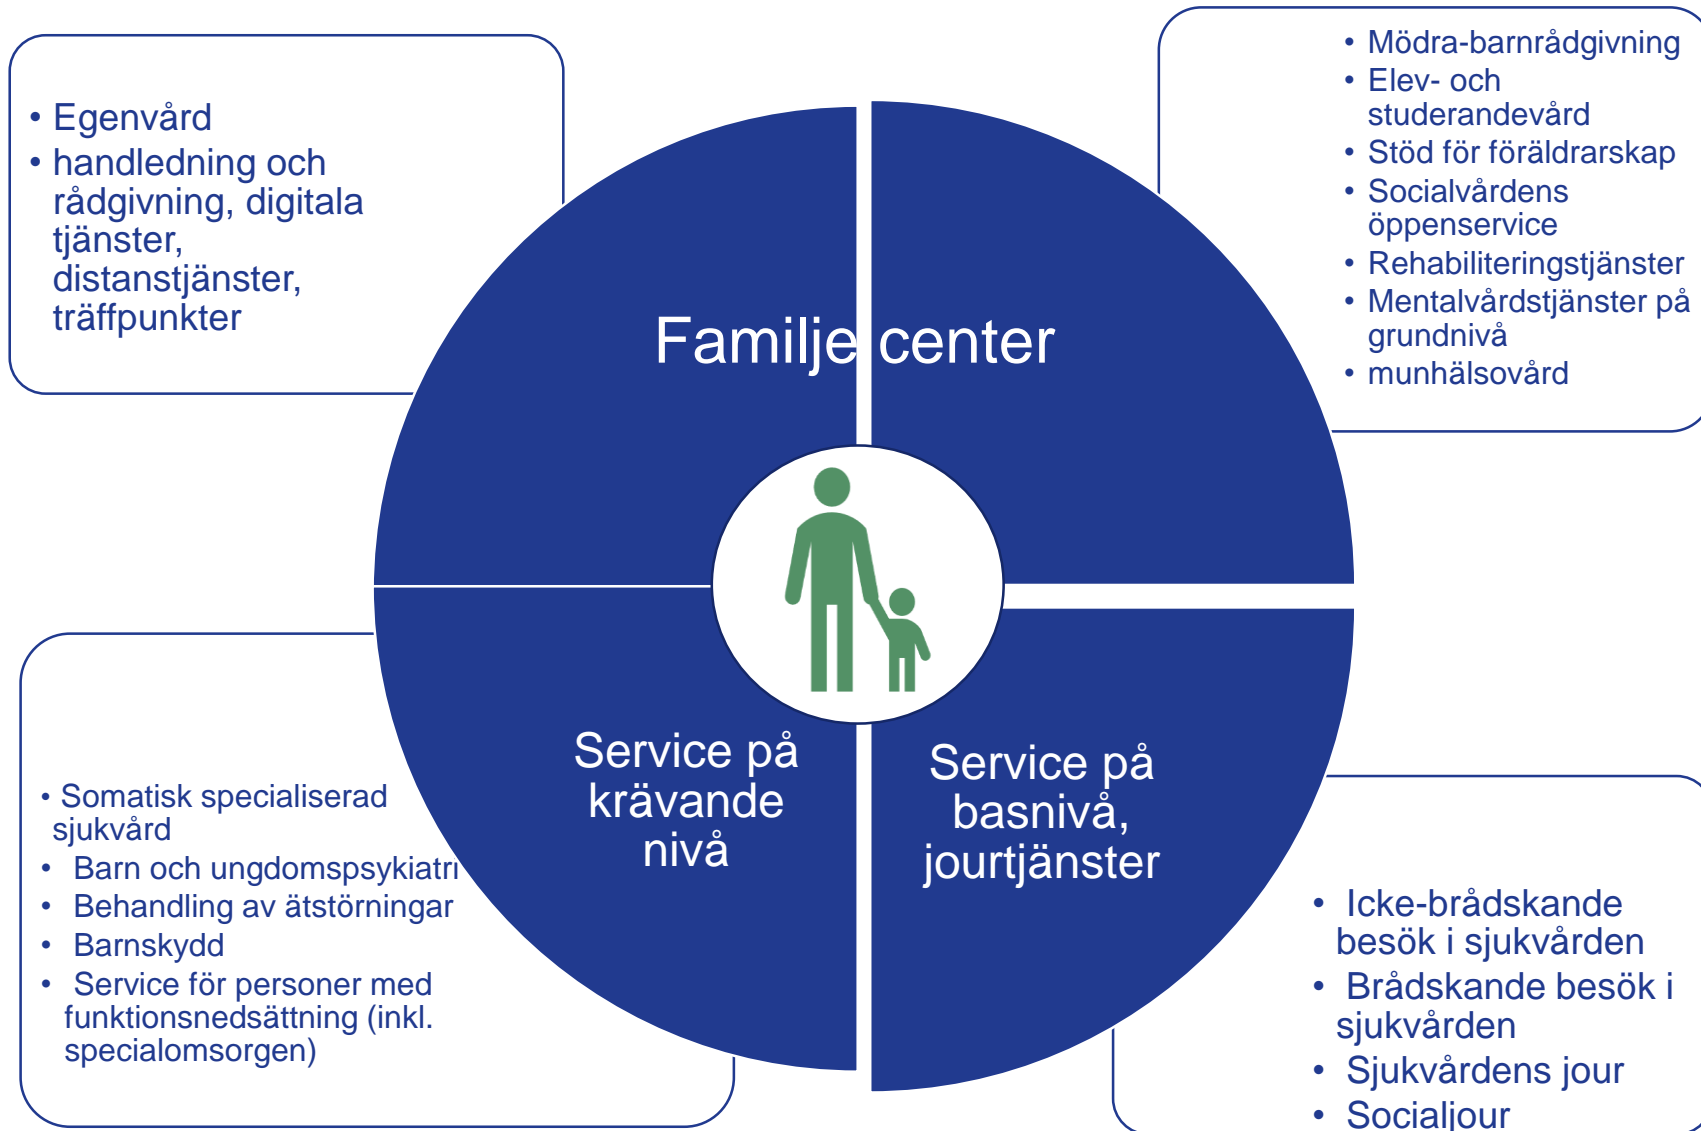 • Egenvård
• handledning och
rådgivning, digitala
tjänster,
distanstjänster,
träffpunkter
• Mödra-barnrådgivning
• Elev- och
studerandevård
• Stöd för föräldrarskap
• Socialvårdens
öppenservice
• Rehabiliteringstjänster
• Mentalvårdstjänster på
grundnivå
• munhälsovård
Familje center
Service på
krävande
nivå
Service på
basnivå,
jourtjänster
• Somatisk specialiserad
sjukvård
• Barn och ungdomspsykiatri
• Behandling av ätstörningar
• Barnskydd
• Service för personer med
funktionsnedsättning (inkl.
specialomsorgen)
• Icke-brådskande
besök i sjukvården
• Brådskande besök i
sjukvården
• Sjukvårdens jour
• Socialjour